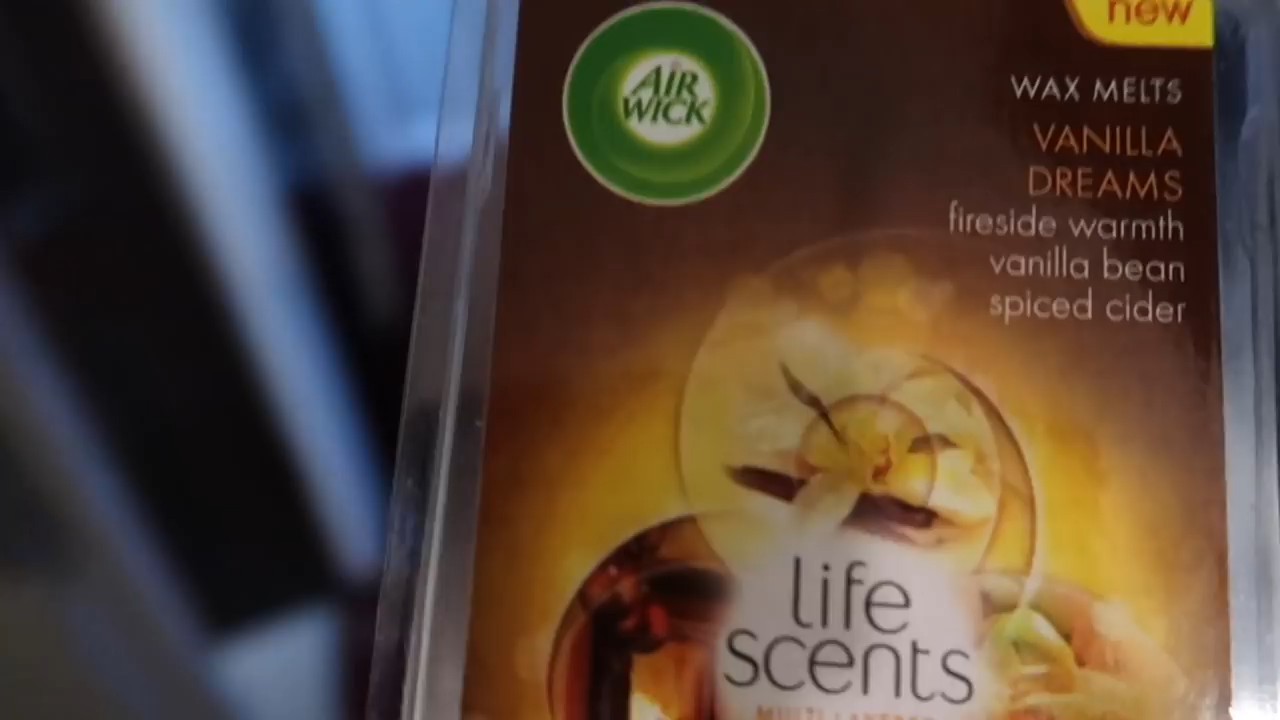 new
AIR
WICK
WAX MELTS
VANILLA
DREAMS
fireside warmth
vanilla bean
spiced cider
life
scents